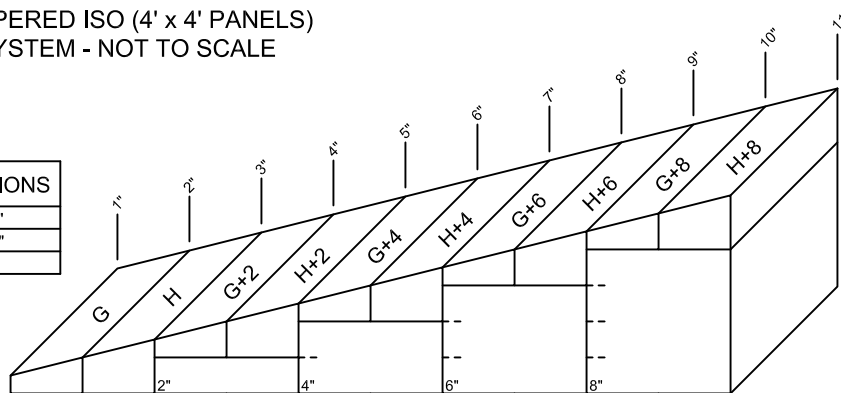 PERED ISO (4' x 4' PANELS)
YSTEM - NOT TO SCALE
IONS
"
"
1"
2"
3"
4"
5"
6"
7"
8"
9"
10"
G
H
G+2
H+2
G+4
H+4
G+6
H+6
G+8
H+8
2"
4"
6"
8"